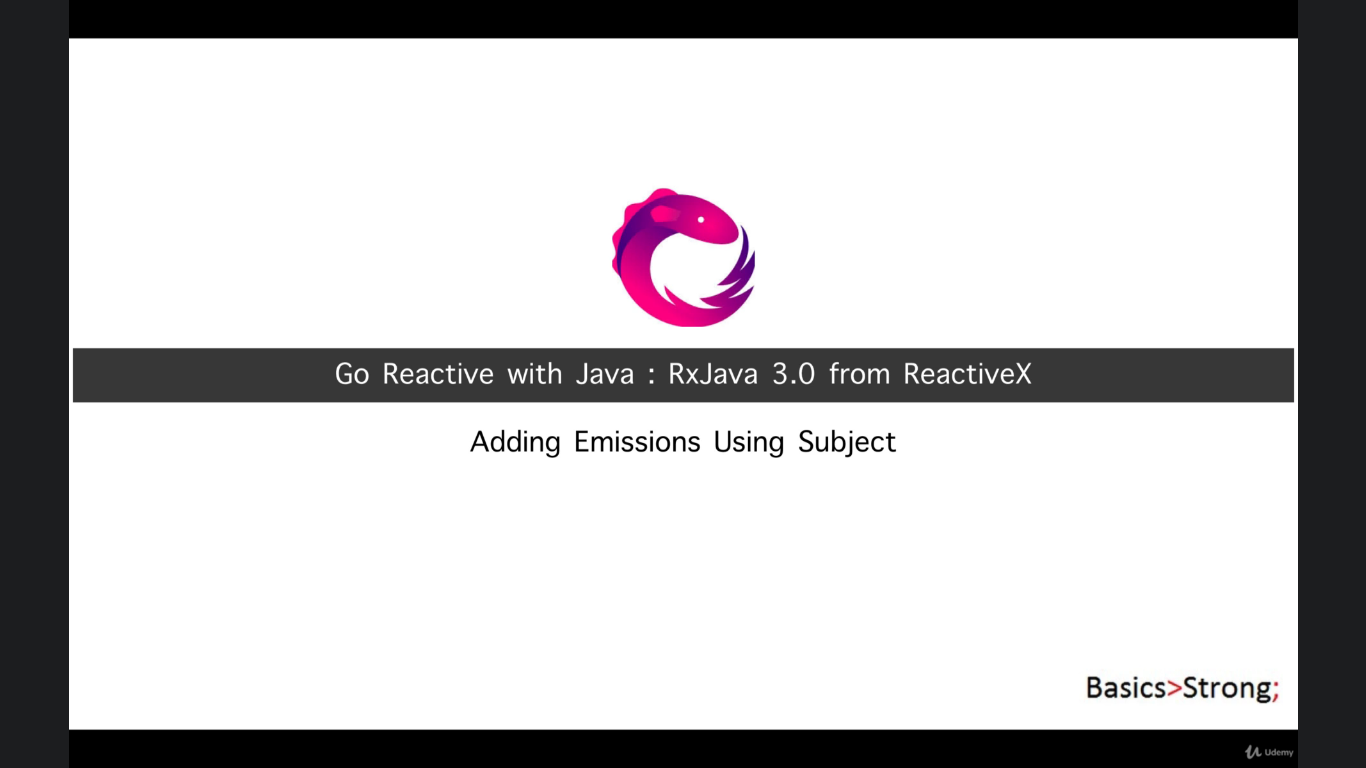 Go Reactive with Java : RxJava 3.0 from ReactiveX
Adding Emissions Using Subject
Basics>Strong;
Udemy